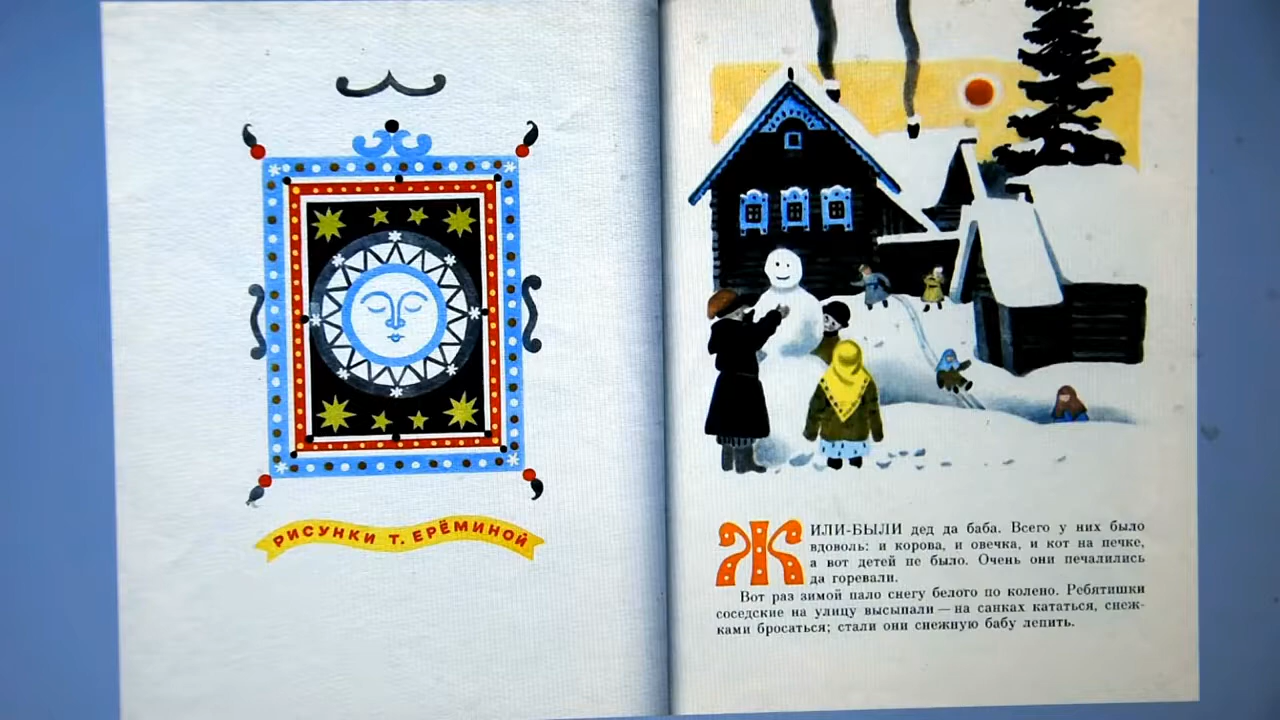 РИСУНКИ Т. ЕРЁМИНОЙ
ЖИЛИ-БЫЛИ дед да баба. Всего у них было
вдоволь: и корова, и овечка, и кот на печке,
а вот детей не было. Очень они печалились
да горевали.
Вот раз зимой пало снегу белого по колено. Ребятишки
соседские на улицу высыпали — на санках кататься, снеж-
ками бросаться; стали они снежную бабу лепить.